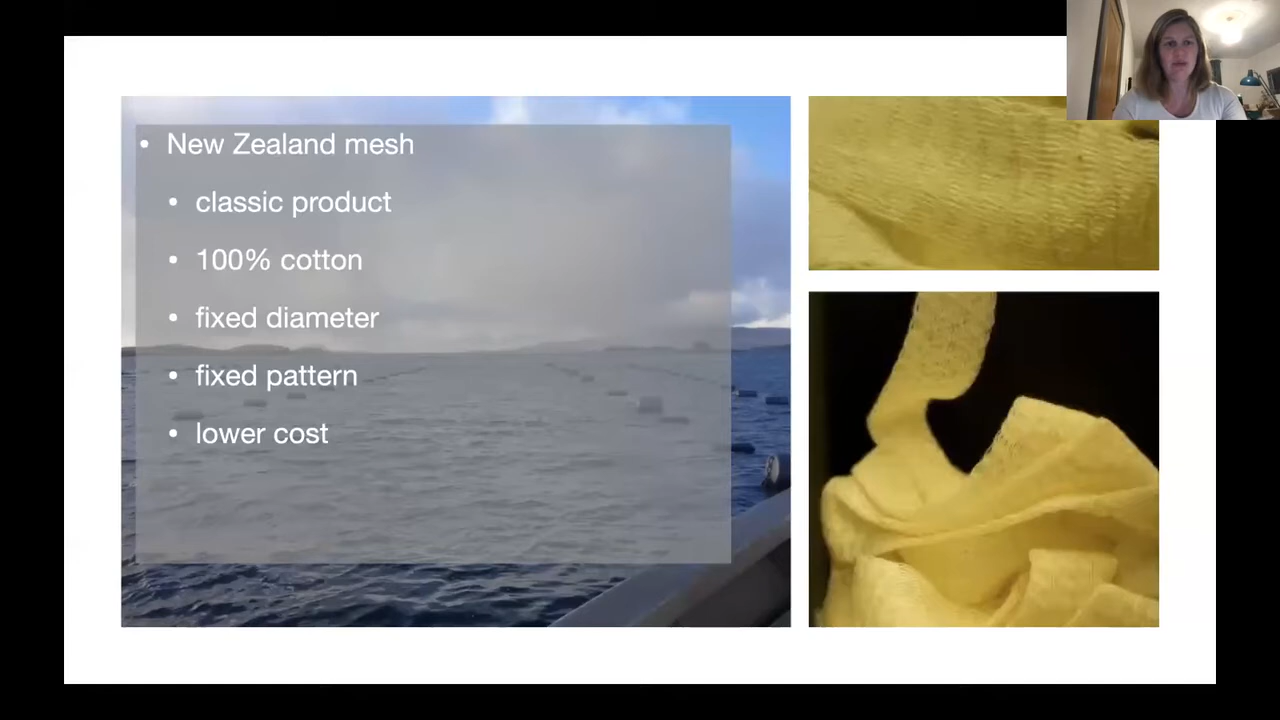 • New Zealand mesh
• classic product
• 100% cotton
• fixed diameter
• fixed pattern
• lower cost